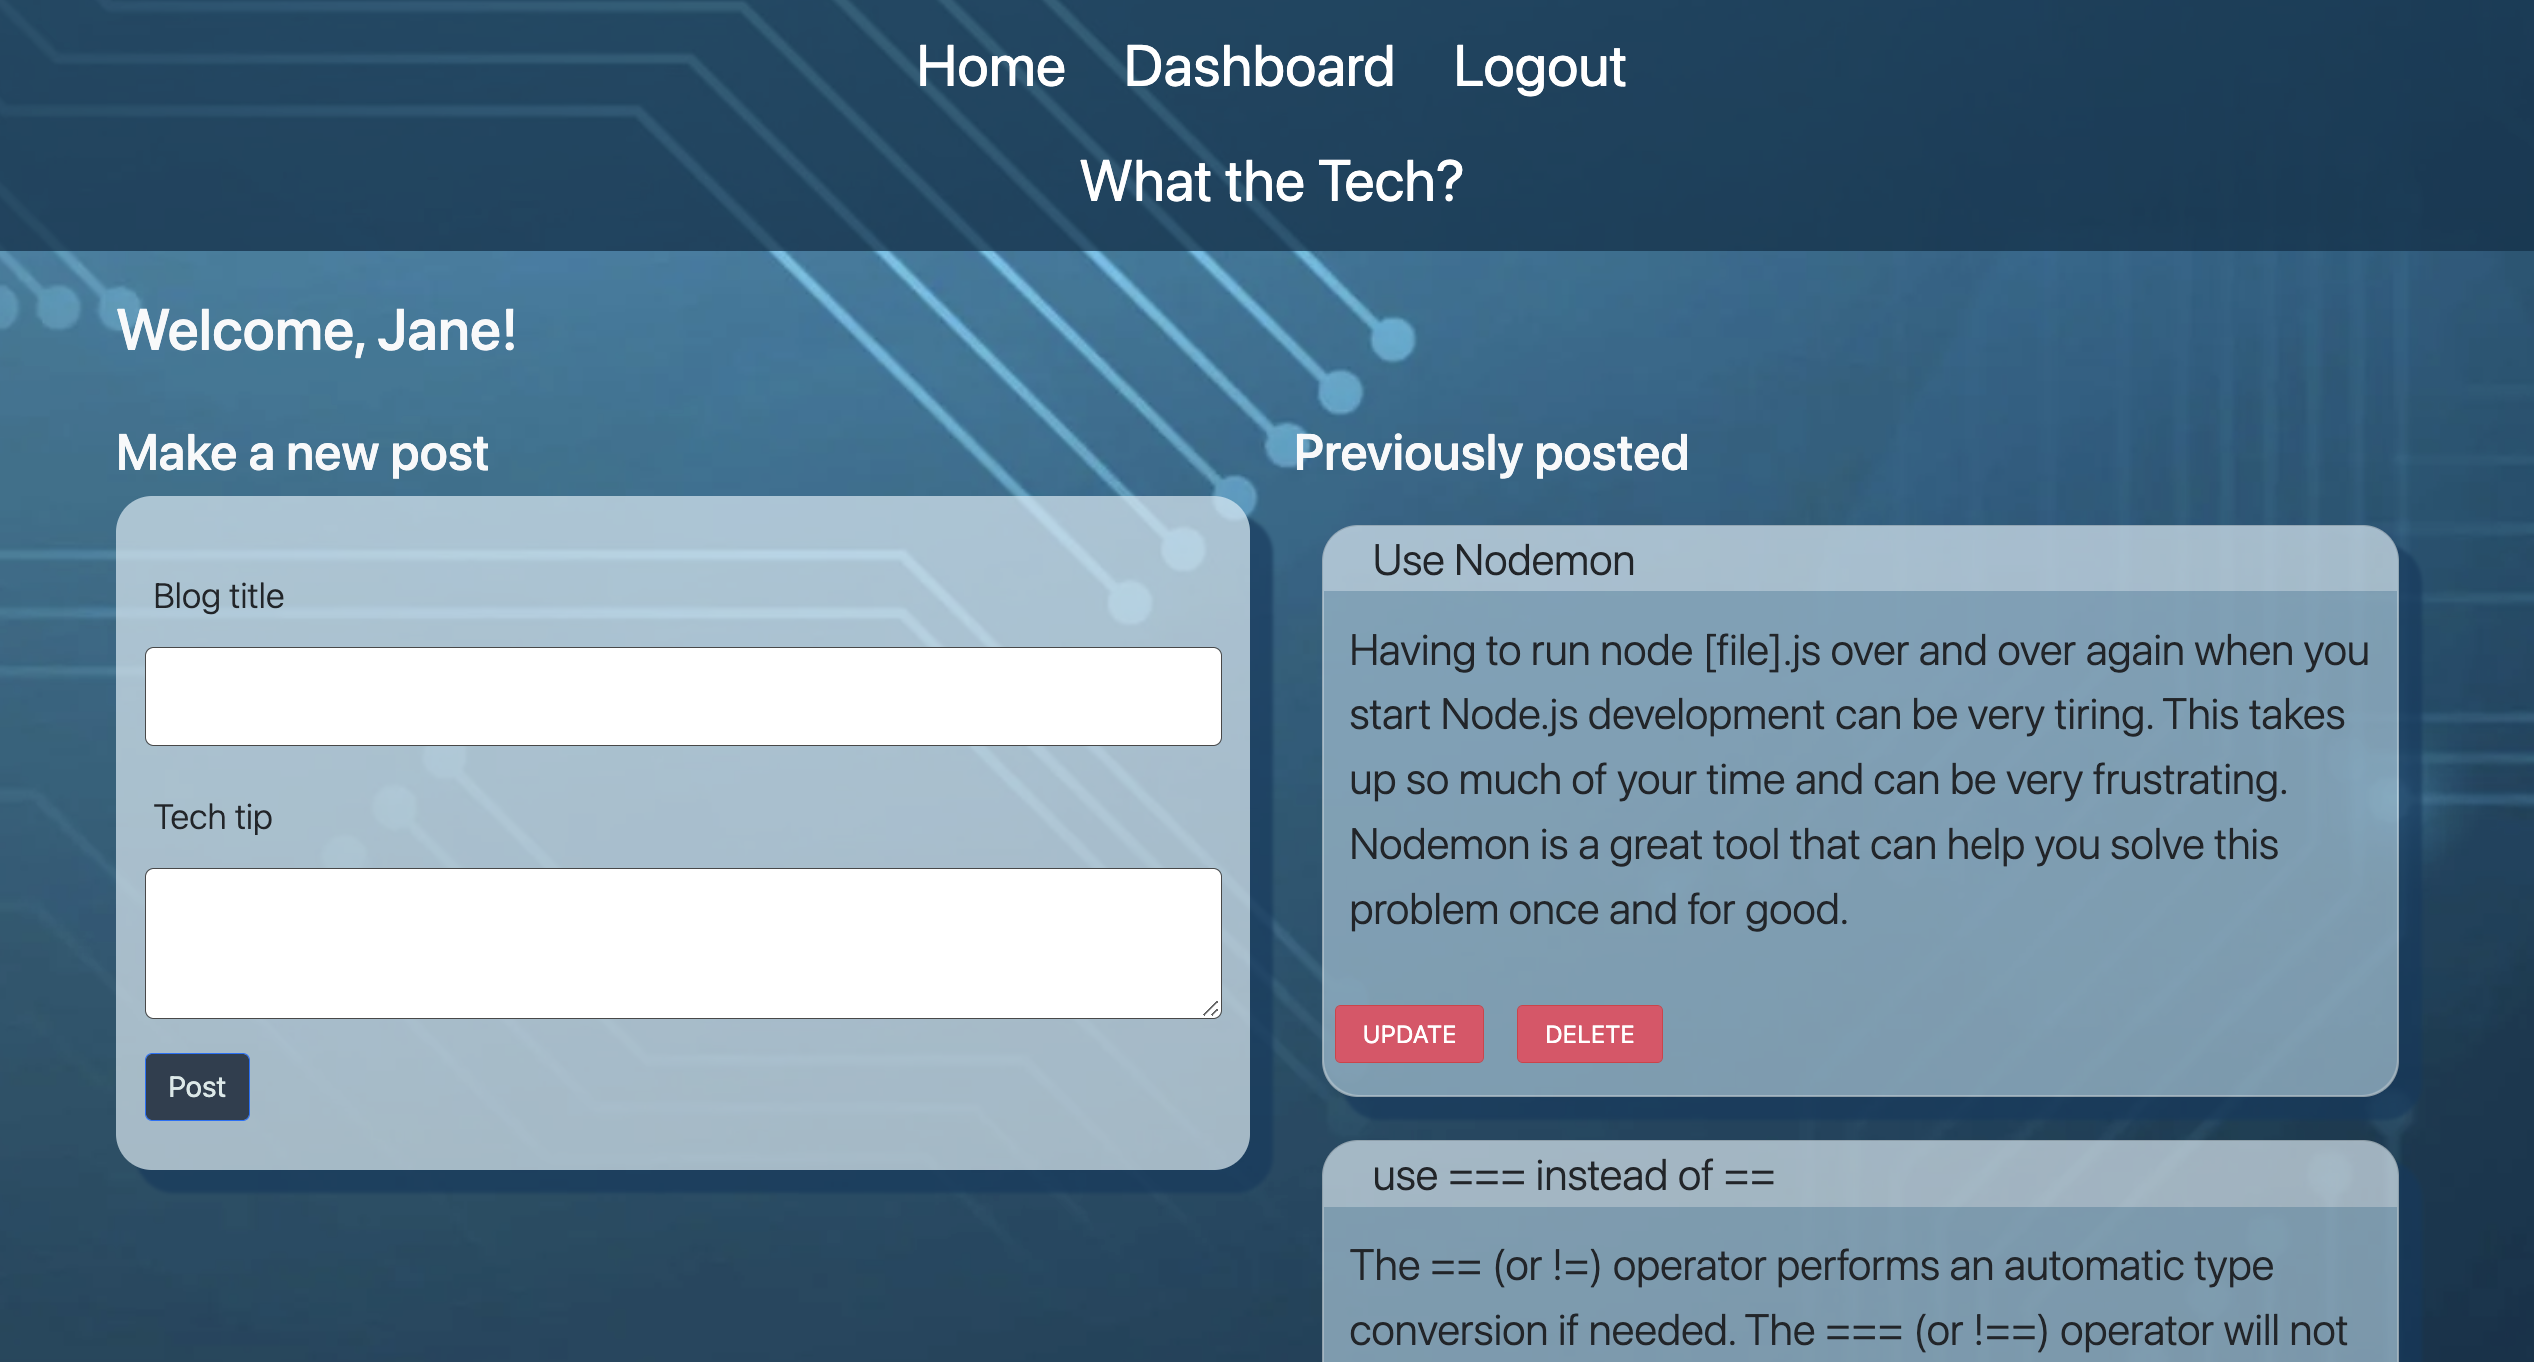 Home Dashboard Logout
What the Tech?
Welcome, Jane!
Make a new post
Blog title
Tech tip
Post
Previously posted
Use Nodemon
Having to run node [file].js over and over again when you
start Node.js development can be very tiring. This takes
up so much of your time and can be very frustrating.
Nodemon is a great tool that can help you solve this
problem once and for good.
UPDATE DELETE
use === instead of ==
The == (or !=) operator performs an automatic type
conversion if needed. The === (or !==) operator will not